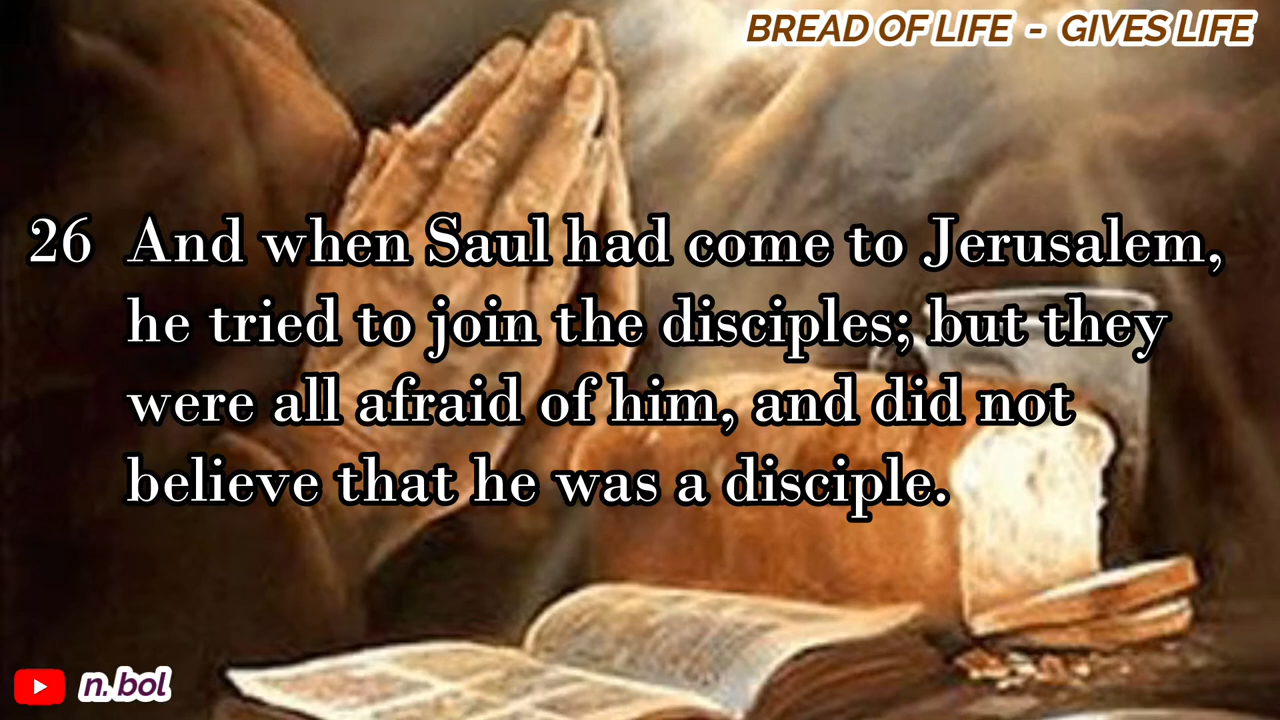 BREAD OF LIFE - GIVES LIFE
26 And when Saul had come to Jerusalem,
he tried to join the disciples; but they
were all afraid of him, and did not
believe that he was a disciple.
n. bol